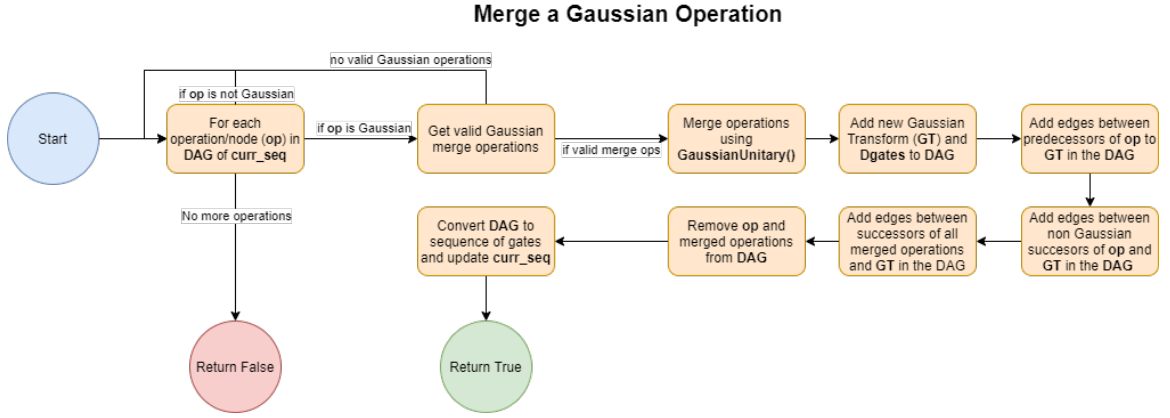 Merge a Gaussian Operation
no valid Gaussian operations
if op is not Gaussian
Start
For each
operation/node (op) in
DAG of curr_seq
if op is Gaussian
Get valid Gaussian
merge operations
if valid merge ops
Merge operations
using
GaussianUnitary()
Add new Gaussian
Transform (GT) and
Dgates to DAG
Add edges between
predecessors of op to
GT in the DAG
No more operations
Convert DAG to
sequence of gates
and update curr_seq
Remove op and
merged operations
from DAG
Add edges between
successors of all
merged operations
and GT in the DAG
Add edges between
non Gaussian
succesors of op and
GT in the DAG
Return False
Return True